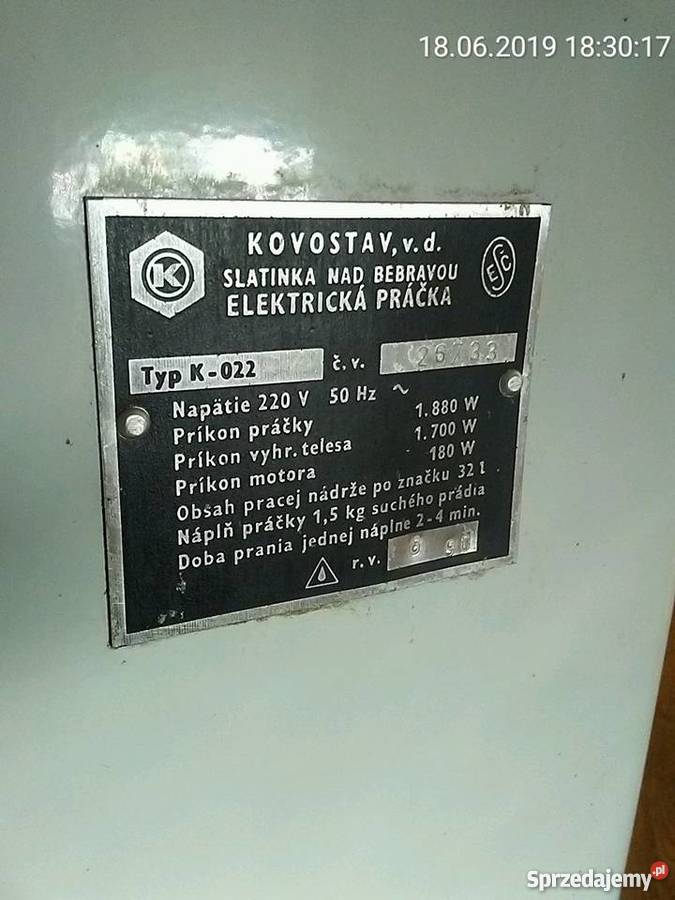 18.06.2019 18:30:17
KOVOSTAV, v. d.
SLATINKA NAD BEBRAVOU
ELEKTRICKÁ PRÁČKA
K
ESČ
Typ K-022 č. v.
Napätie 220 V 50 Hz ~
Príkon práčky 1.880 W
Príkon vyhr. telesa 1.700 W
Príkon motora 180 W
Obsah pracej nádrže po značku 32 l
Náplň práčky 1,5 kg suchého prádia
Doba prania jednej náplne 2-4 min.
r. v.
Sprzedajemy.pl